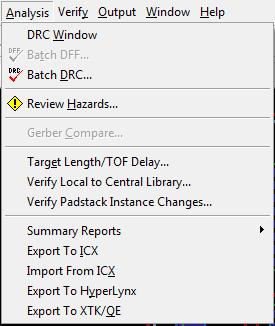 Analysis Verify Output Window Help
DRC Window
DFF Batch DFF...
DRC Batch DRC...
Review Hazards...
Gerber Compare...
Target Length/TOF Delay...
Verify Local to Central Library...
Verify Padstack Instance Changes...
Summary Reports
Export To ICX
Import From ICX
Export To HyperLynx
Export To XTK/QE